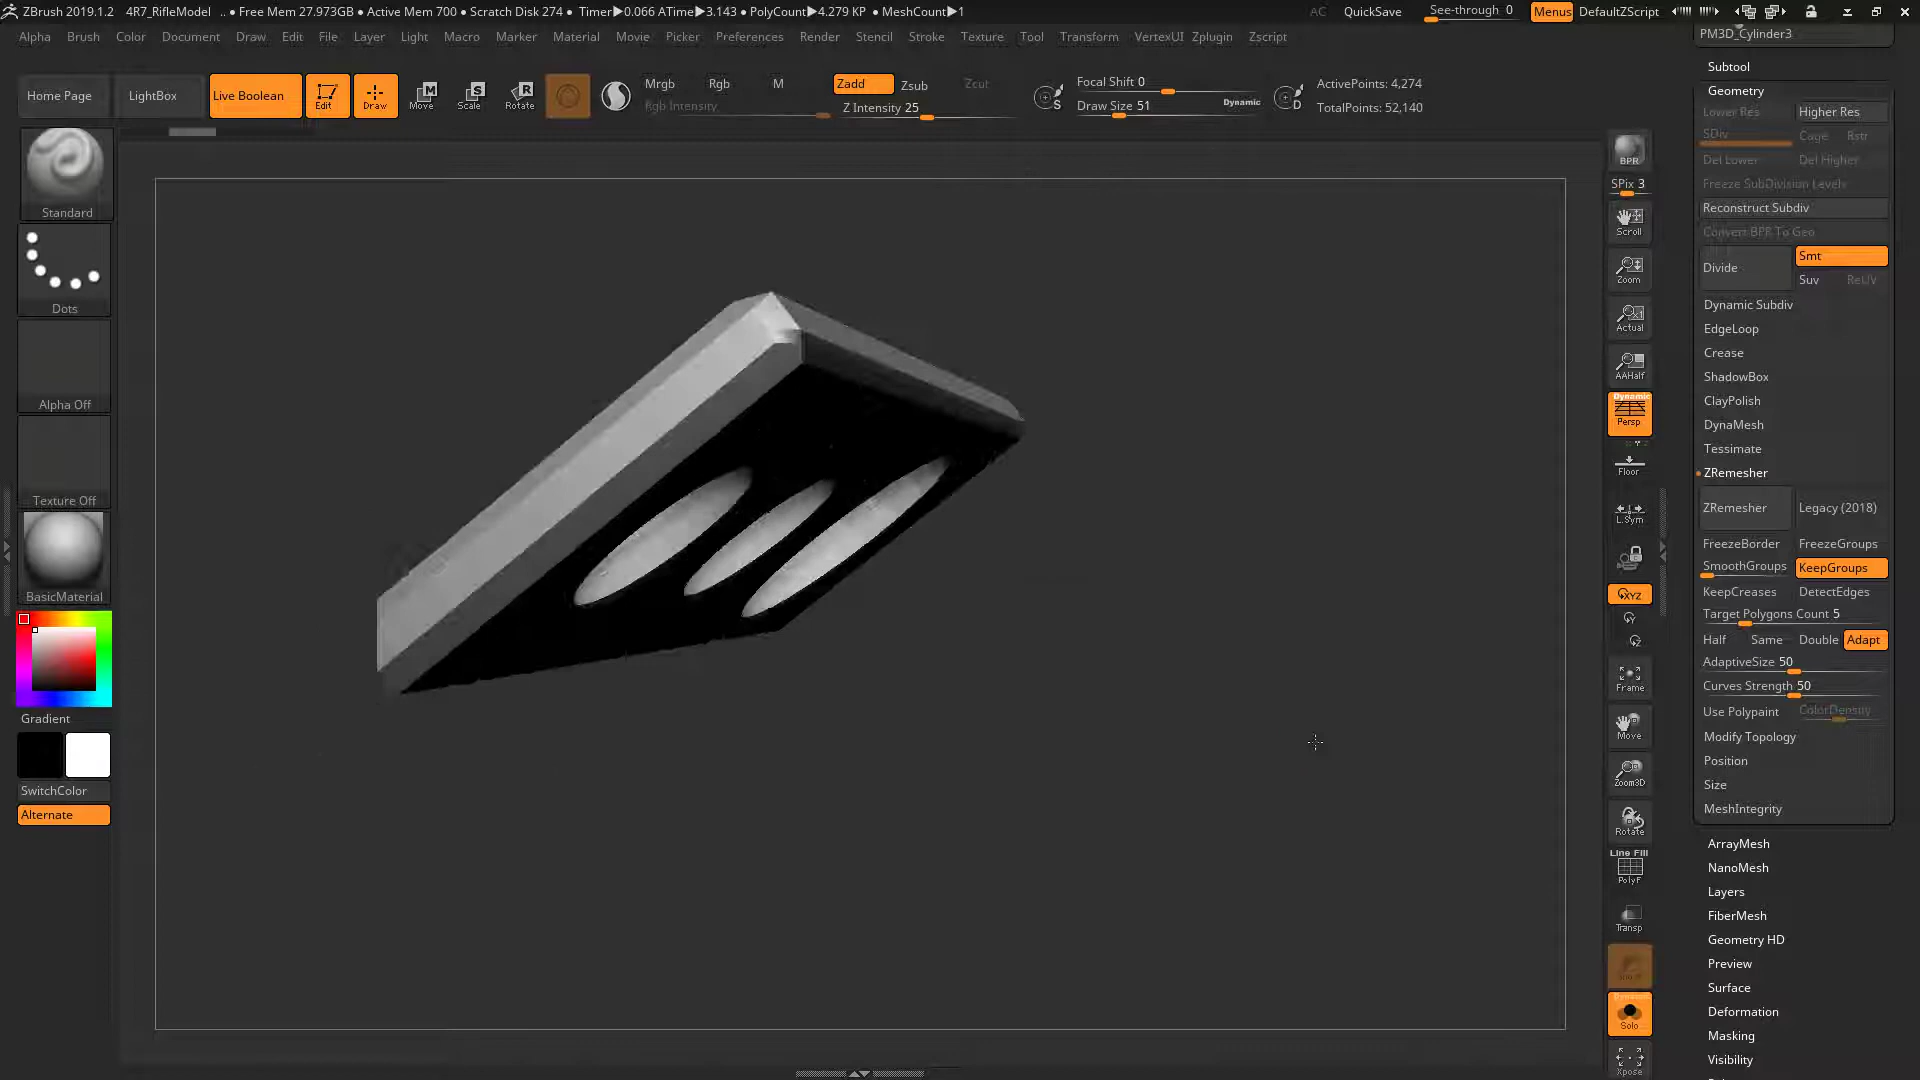 ZBrush 2019.1.2 4R7_RifleModel .. • Free Mem 27.973GB • Active Mem 700 • Scratch Disk 274 • Timer▶0.066 ATime▶3.143 • PolyCount▶4.279 KP • MeshCount▶1 AC QuickSave See-through 0 Menus DefaultZScript
Alpha Brush Color Document Draw Edit File Layer Light Macro Marker Material Movie Picker Preferences Render Stencil Stroke Texture Tool Transform VertexUI Zplugin Zscript
PM3D_Cylinder3
Home Page LightBox Live Boolean Edit Draw Move Scale Rotate
Mrgb Rgb M
Rgb Intensity
Zadd Zsub Zcut
Z Intensity 25
S
Focal Shift 0
Draw Size 51 Dynamic
D
ActivePoints: 4,274
TotalPoints: 52,140
Standard
Dots
Alpha Off
Texture Off
BasicMaterial
Gradient
SwitchColor
Alternate
BPR
SPix 3
Scroll
Zoom
Actual
AAHalf
Dynamic
Persp
Floor
L.Sym
XYZ
Y
Z
Frame
Move
Zoom3D
Rotate
Line Fill
PolyF
Transp
Dynamic
Solo
Xpose
Subtool
Geometry
Lower Res Higher Res
SDiv Cage Rstr
Del Lower Del Higher
Freeze SubDivision Levels
Reconstruct Subdiv
Convert BPR To Geo
Divide Smt
Suv ReUV
Dynamic Subdiv
EdgeLoop
Crease
ShadowBox
ClayPolish
DynaMesh
Tessimate
ZRemesher
ZRemesher Legacy (2018)
FreezeBorder FreezeGroups
SmoothGroups KeepGroups
KeepCreases DetectEdges
Target Polygons Count 5
Half Same Double Adapt
AdaptiveSize 50
Curves Strength 50
Use Polypaint ColorDensity
Modify Topology
Position
Size
MeshIntegrity
ArrayMesh
NanoMesh
Layers
FiberMesh
Geometry HD
Preview
Surface
Deformation
Masking
Visibility